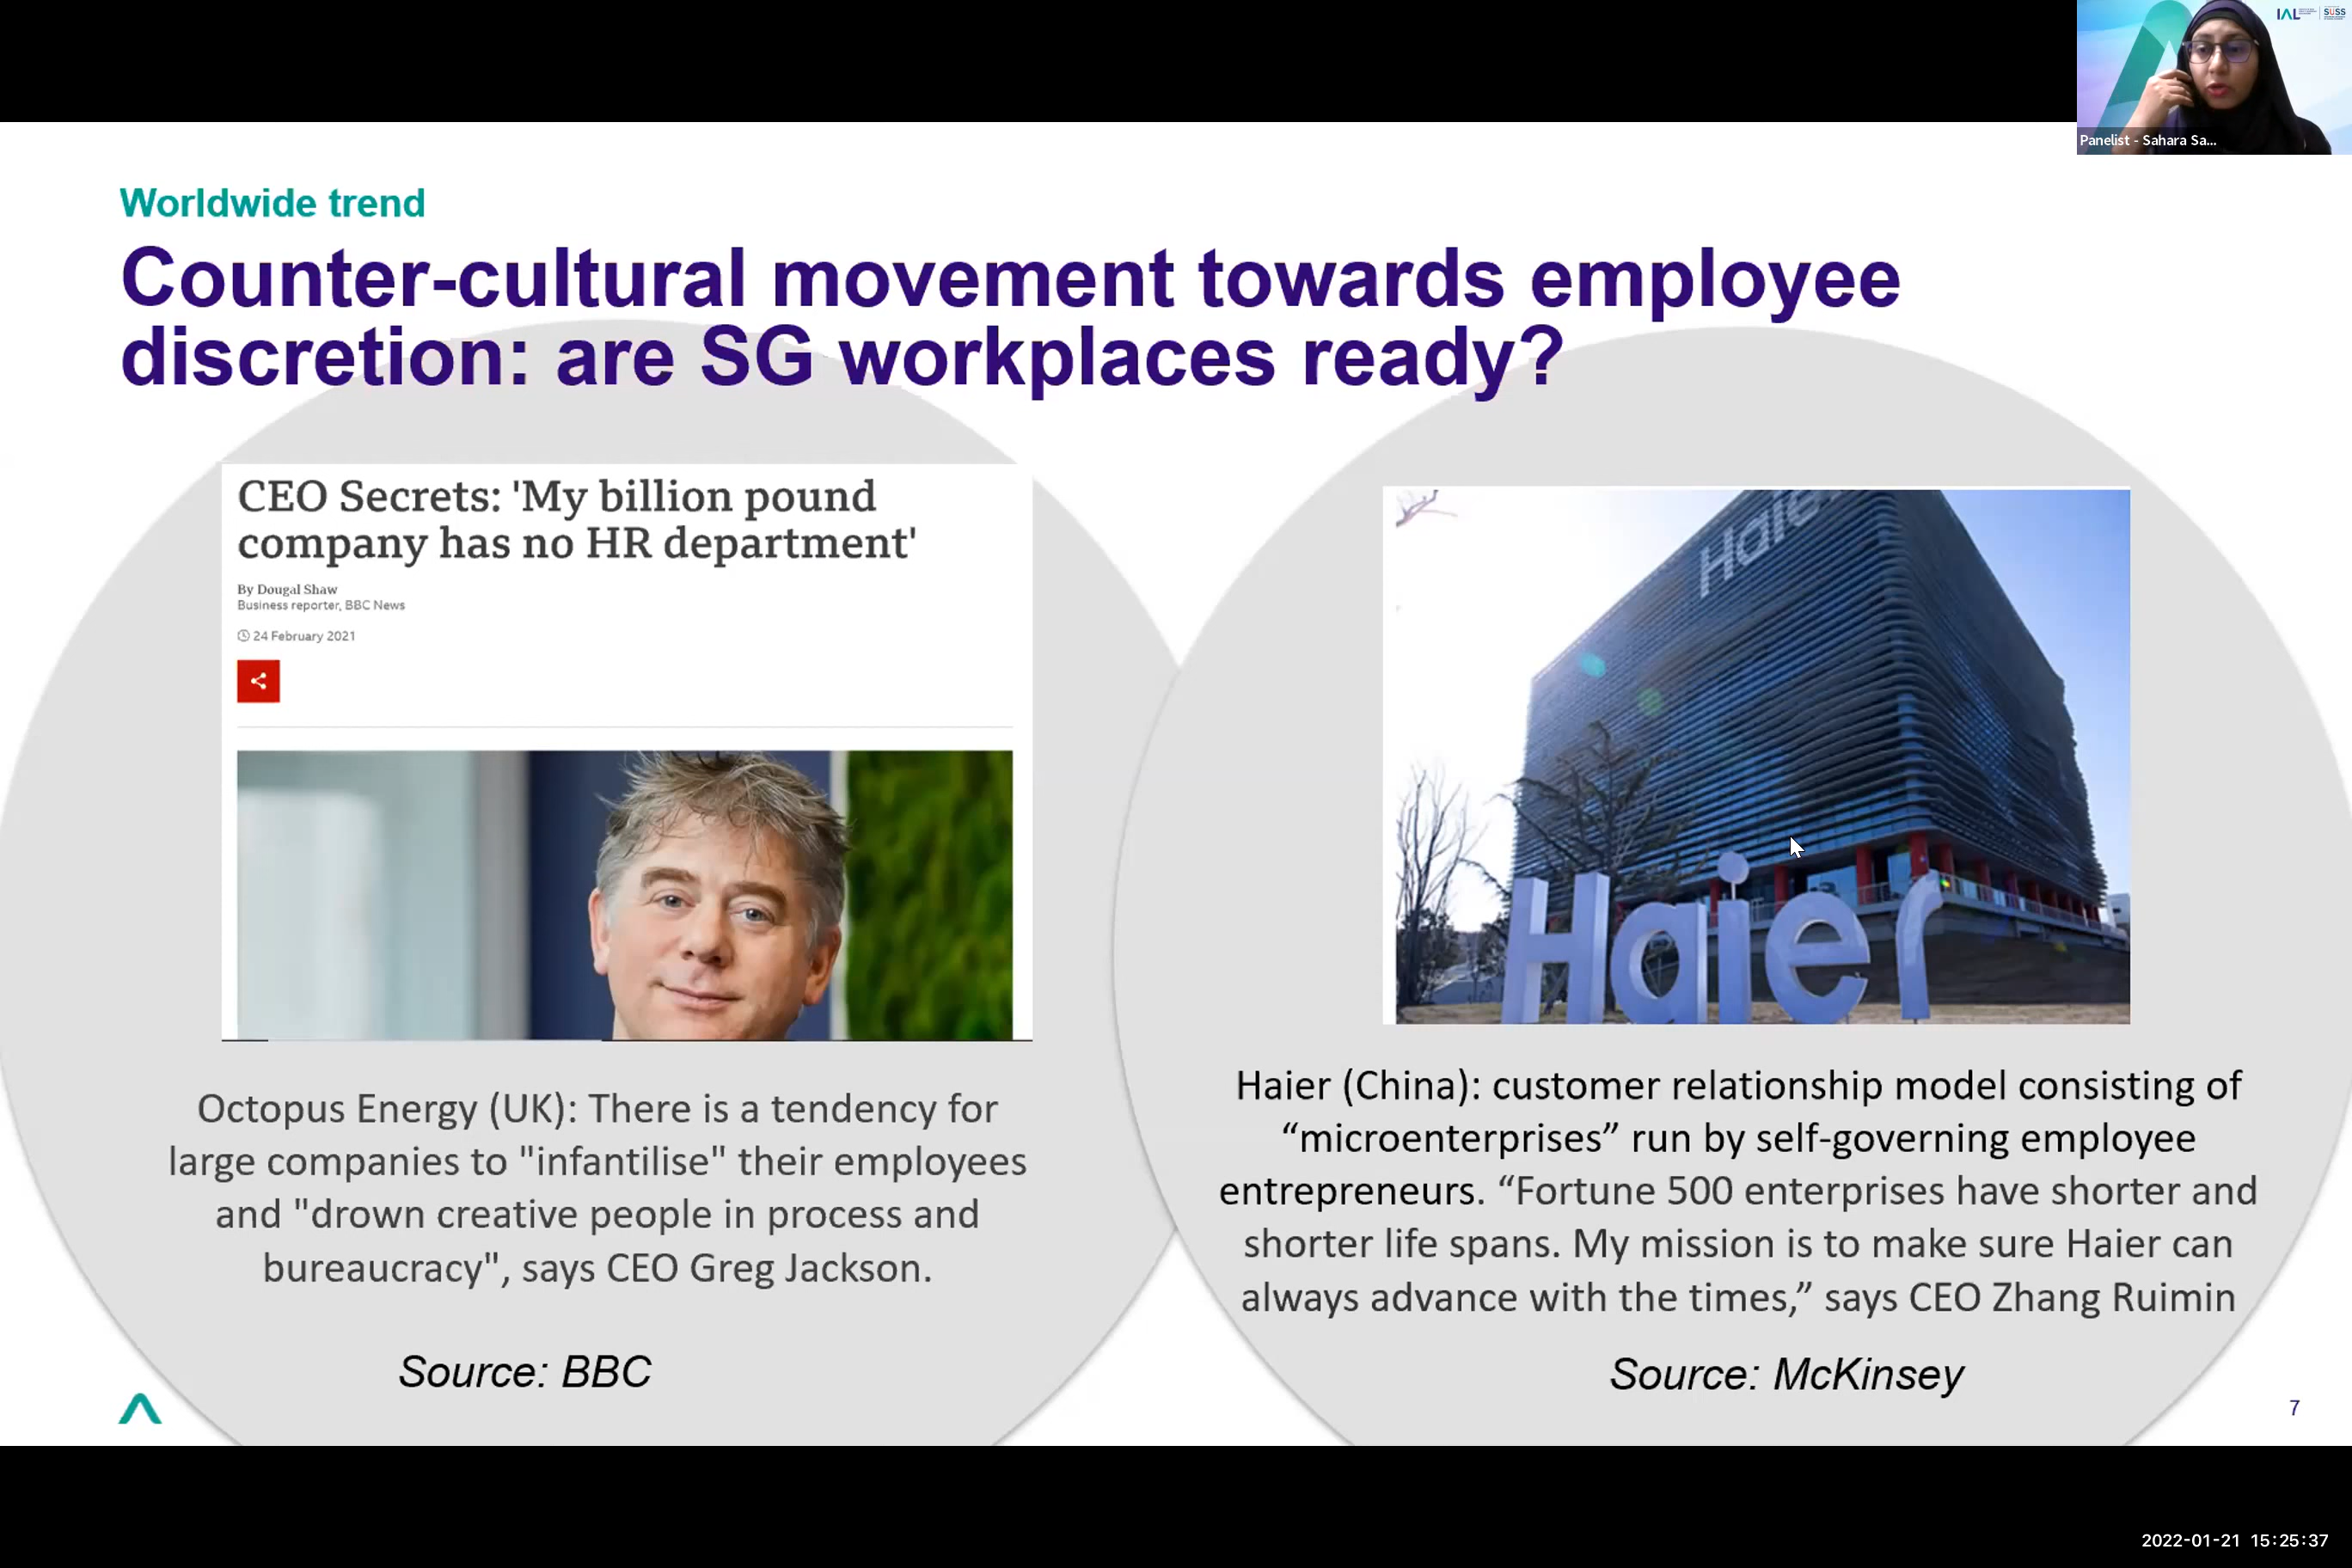 IAL
SUSS
Panelist - Sahara Sa...
Worldwide trend
Counter-cultural movement towards employee
discretion: are SG workplaces ready?
CEO Secrets: 'My billion pound
company has no HR department'
By Dougal Shaw
Business reporter, BBC News
24 February 2021
Haier
Haier
Octopus Energy (UK): There is a tendency for
large companies to "infantilise" their employees
and "drown creative people in process and
bureaucracy", says CEO Greg Jackson.
Source: BBC
Haier (China): customer relationship model consisting of
“microenterprises” run by self-governing employee
entrepreneurs. “Fortune 500 enterprises have shorter and
shorter life spans. My mission is to make sure Haier can
always advance with the times,” says CEO Zhang Ruimin
Source: McKinsey
7
2022-01-21 15:25:37